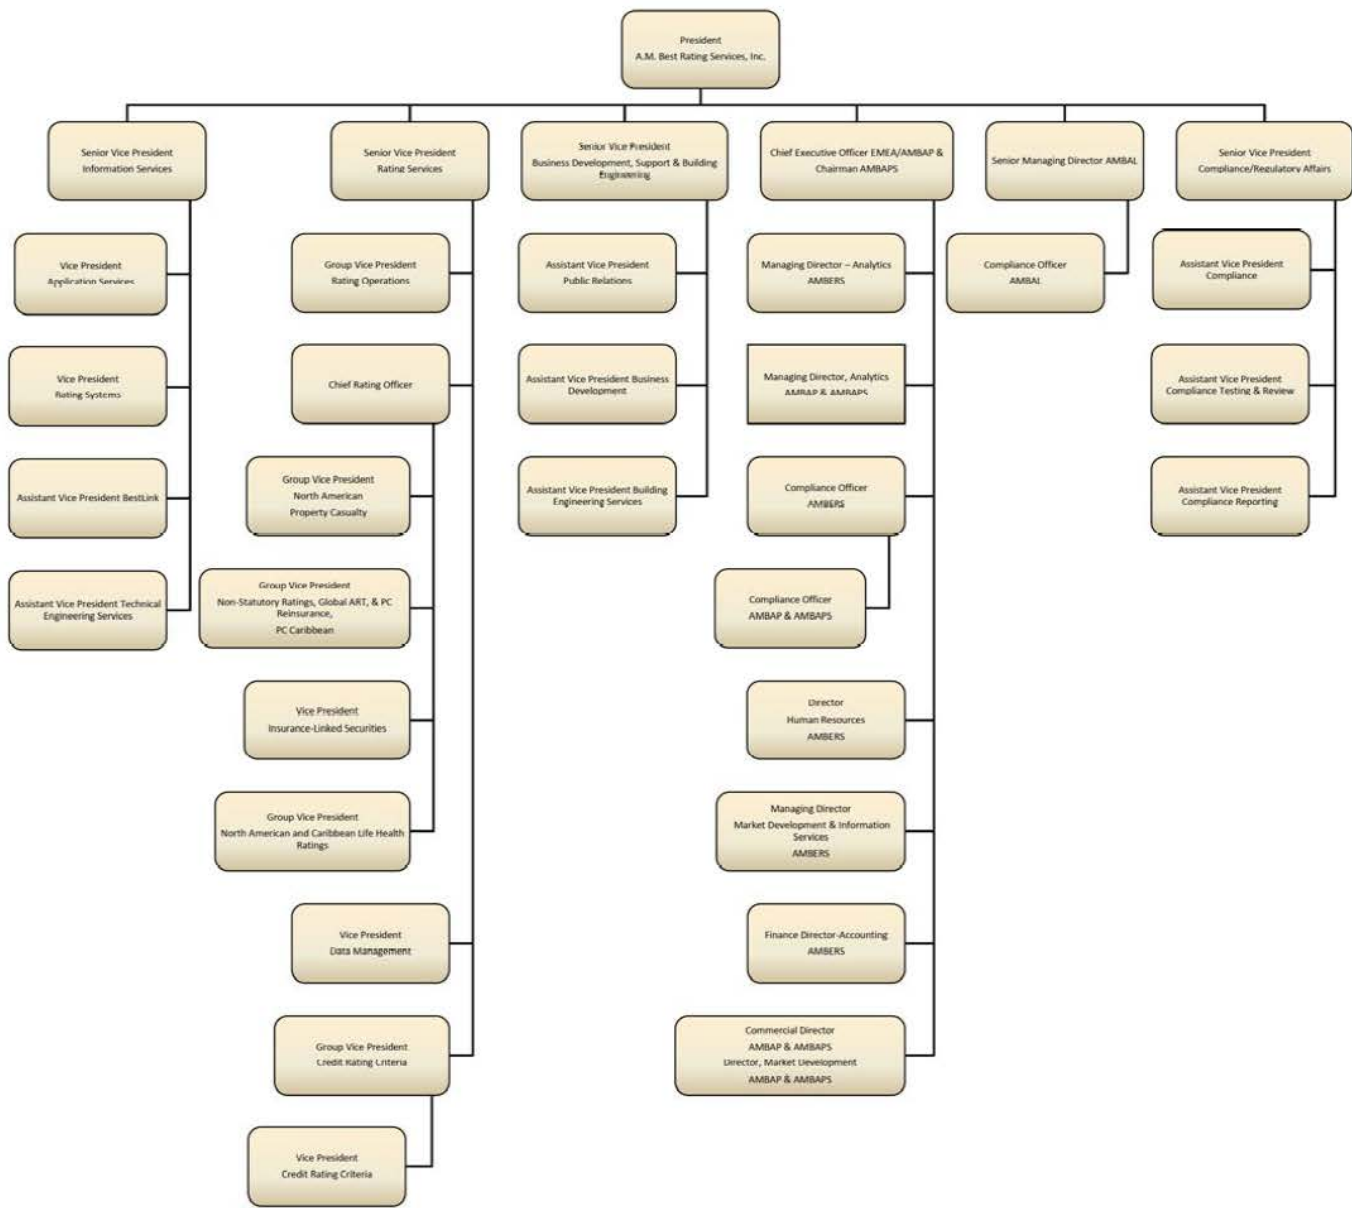 President
A.M. Best Rating Services, Inc.
Senior Vice President
Information Services
Senior Vice President
Rating Services
Senior Vice President
Business Development, Support & Building
Engineering
Chief Executive Officer EMEA/AMBAP &
Chairman AMBAPS
Senior Managing Director AMBAL
Senior Vice President
Compliance/Regulatory Affairs
Vice President
Application Services
Vice President
Rating Systems
Assistant Vice President BestLink
Assistant Vice President Technical
Engineering Services
Group Vice President
Rating Operations
Chief Rating Officer
Group Vice President
North American
Property Casualty
Group Vice President
Non-Statutory Ratings, Global ART, & PC
Reinsurance,
PC Caribbean
Vice President
Insurance-Linked Securities
Group Vice President
North American and Caribbean Life Health
Ratings
Vice President
Data Management
Group Vice President
Credit Rating Criteria
Vice President
Credit Rating Criteria
Assistant Vice President
Public Relations
Assistant Vice President Business
Development
Assistant Vice President Building
Engineering Services
Managing Director – Analytics
AMBERS
Managing Director, Analytics
AMBAP & AMBAPS
Compliance Officer
AMBERS
Compliance Officer
AMBAP & AMBAPS
Director
Human Resources
AMBERS
Managing Director
Market Development & Information
Services
AMBERS
Finance Director-Accounting
AMBERS
Commercial Director
AMBAP & AMBAPS
Director, Market Development
AMBAP & AMBAPS
Compliance Officer
AMBAL
Assistant Vice President
Compliance
Assistant Vice President
Compliance Testing & Review
Assistant Vice President
Compliance Reporting